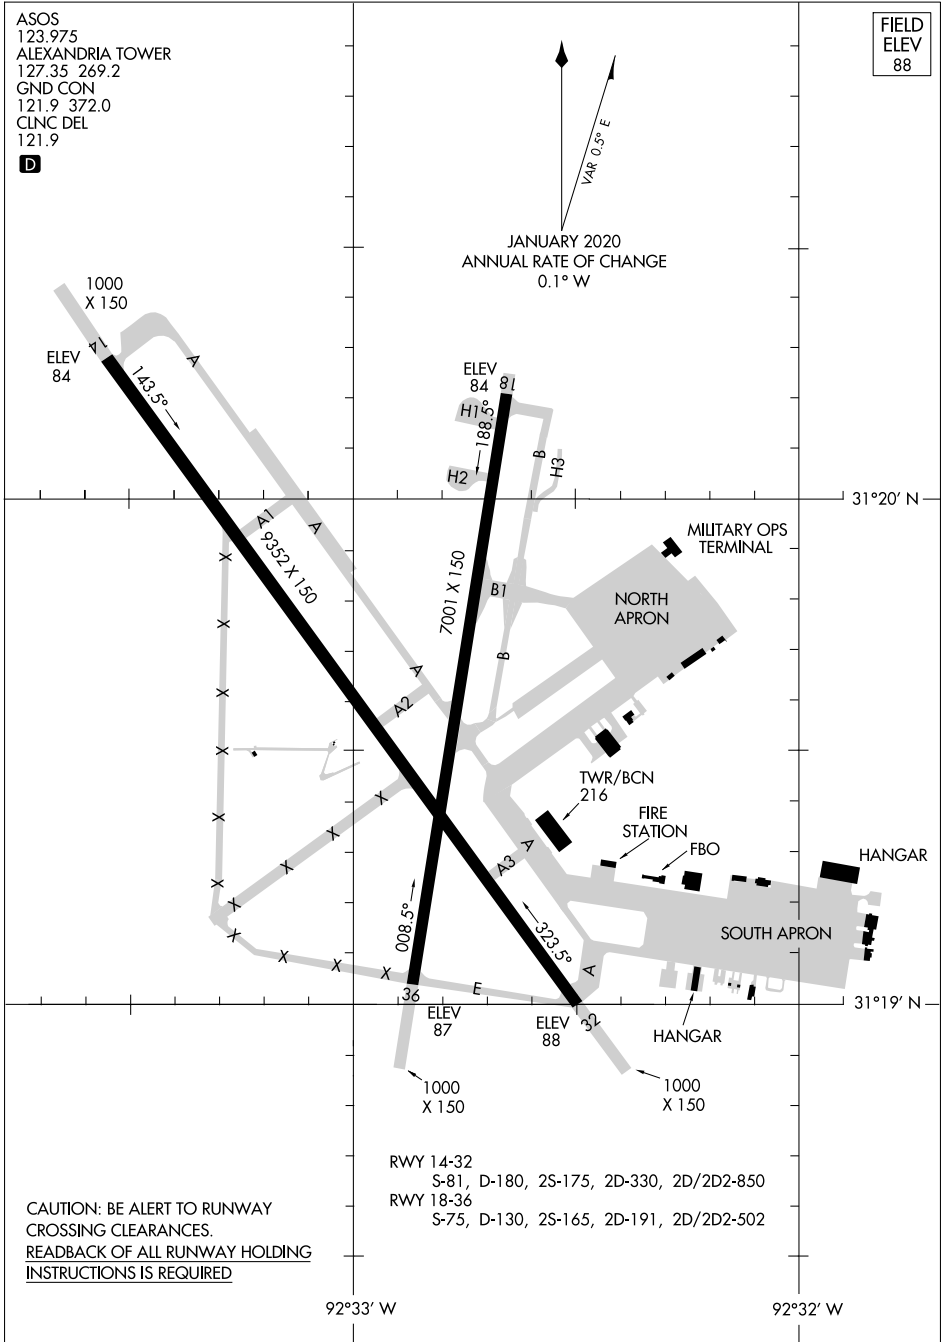 ASOS
123.975
ALEXANDRIA TOWER
127.35 269.2
GND CON
121.9 372.0
CLNC DEL
121.9
D
FIELD
ELEV
88
VAR 0.5° E
JANUARY 2020
ANNUAL RATE OF CHANGE
0.1° W
1000
X 150
ELEV
84
14
143.5°
A
ELEV
84
18
H1
188.5°
H2
B
H3
31°20' N
A1
A
9352 X 150
7001 X 150
B1
MILITARY OPS
TERMINAL
NORTH
APRON
X
X
X
X
X
X
B
A
A2
TWR/BCN
216
X
X
X
X
X
X
X
X
FIRE
STATION
FBO
HANGAR
A
A3
008.5°
323.5°
SOUTH APRON
A
36
E
ELEV
87
ELEV
88
32
HANGAR
31°19' N
1000
X 150
1000
X 150
RWY 14-32
S-81, D-180, 2S-175, 2D-330, 2D/2D2-850
RWY 18-36
S-75, D-130, 2S-165, 2D-191, 2D/2D2-502
CAUTION: BE ALERT TO RUNWAY
CROSSING CLEARANCES.
READBACK OF ALL RUNWAY HOLDING
INSTRUCTIONS IS REQUIRED
92°33' W
92°32' W